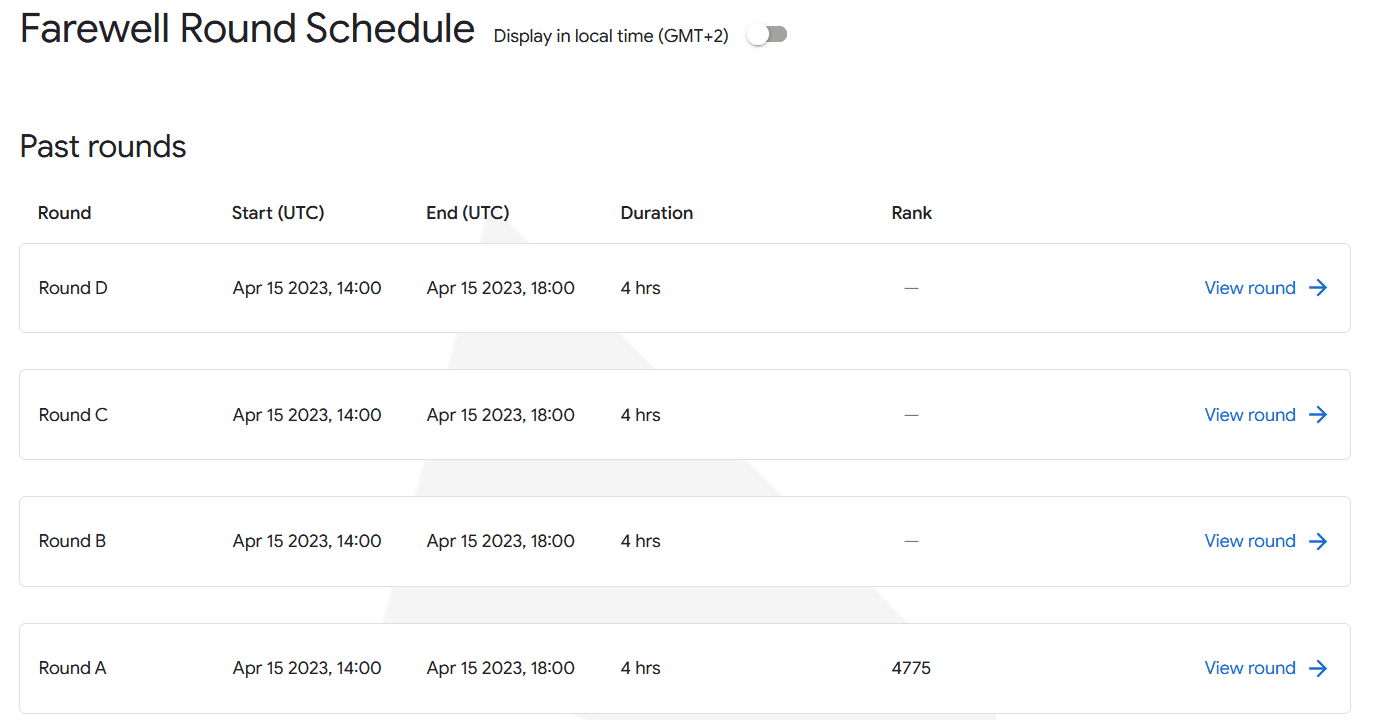 Farewell Round Schedule Display in local time (GMT+2)
Past rounds
Round Start (UTC) End (UTC) Duration Rank
Round D Apr 15 2023, 14:00 Apr 15 2023, 18:00 4 hrs — View round
Round C Apr 15 2023, 14:00 Apr 15 2023, 18:00 4 hrs — View round
Round B Apr 15 2023, 14:00 Apr 15 2023, 18:00 4 hrs — View round
Round A Apr 15 2023, 14:00 Apr 15 2023, 18:00 4 hrs 4775 View round